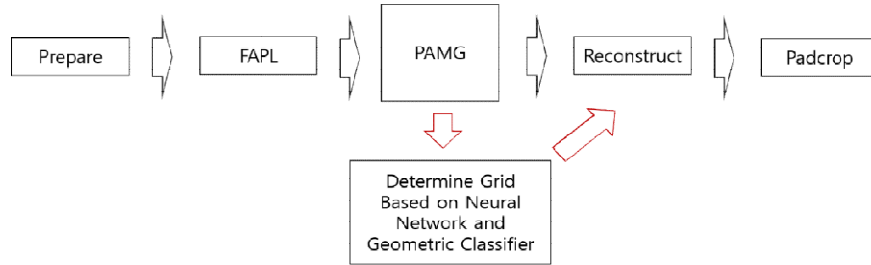 Prepare
FAPL
PAMG
Reconstruct
Padcrop
Determine Grid
Based on Neural
Network and
Geometric Classifier